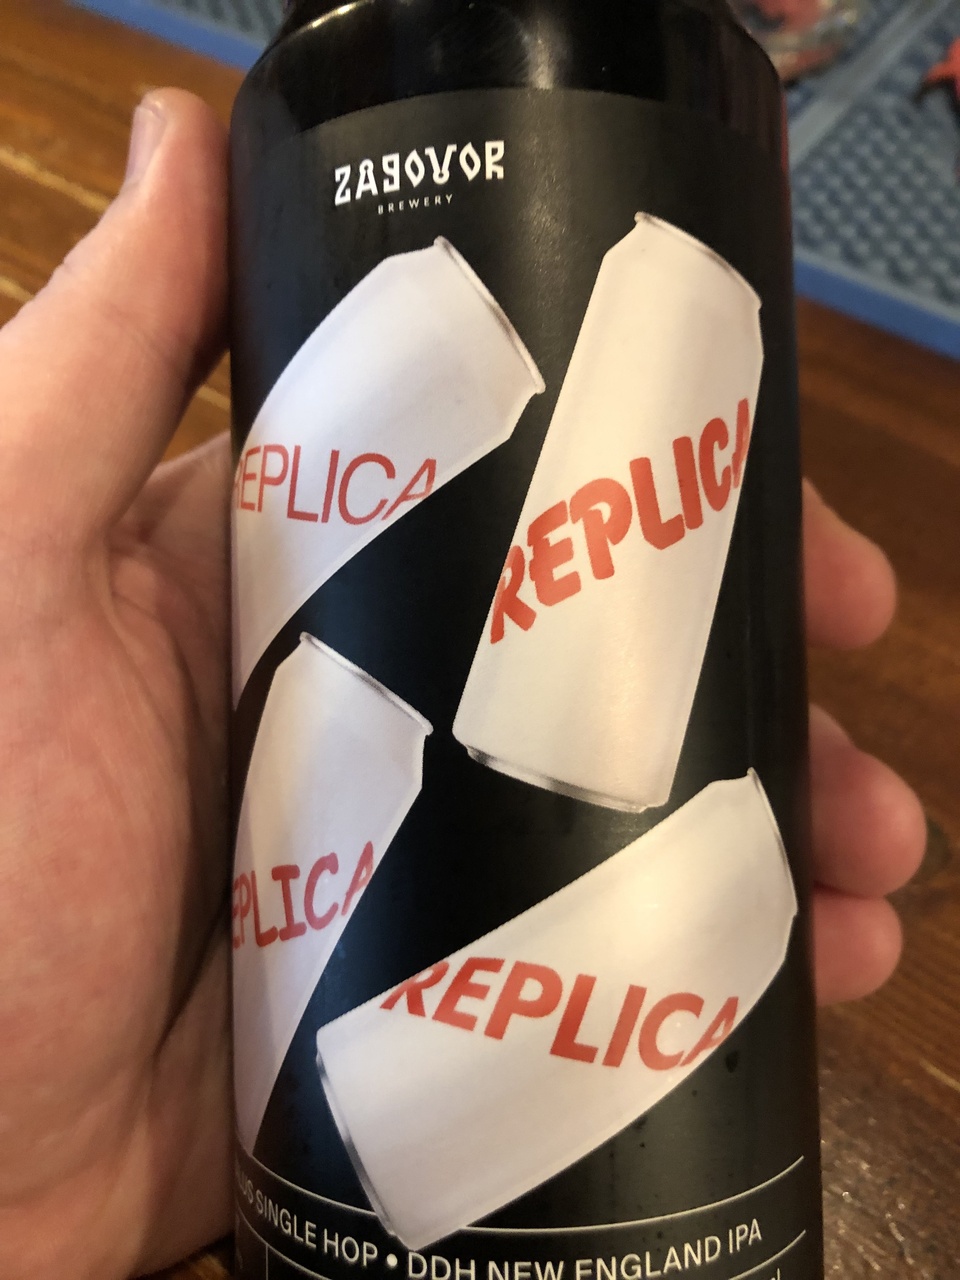 ZAGOVOR
BREWERY
REPLICA
REPLICA
REPLICA
REPLICA
SINGLE HOP • DDH NEW ENGLAND IPA